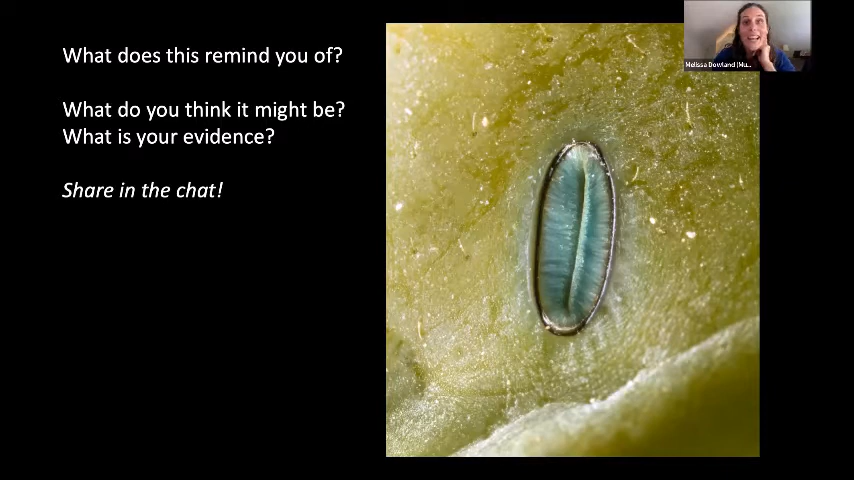 What does this remind you of?
What do you think it might be?
What is your evidence?
Share in the chat!
Melissa Dowland (Mu...